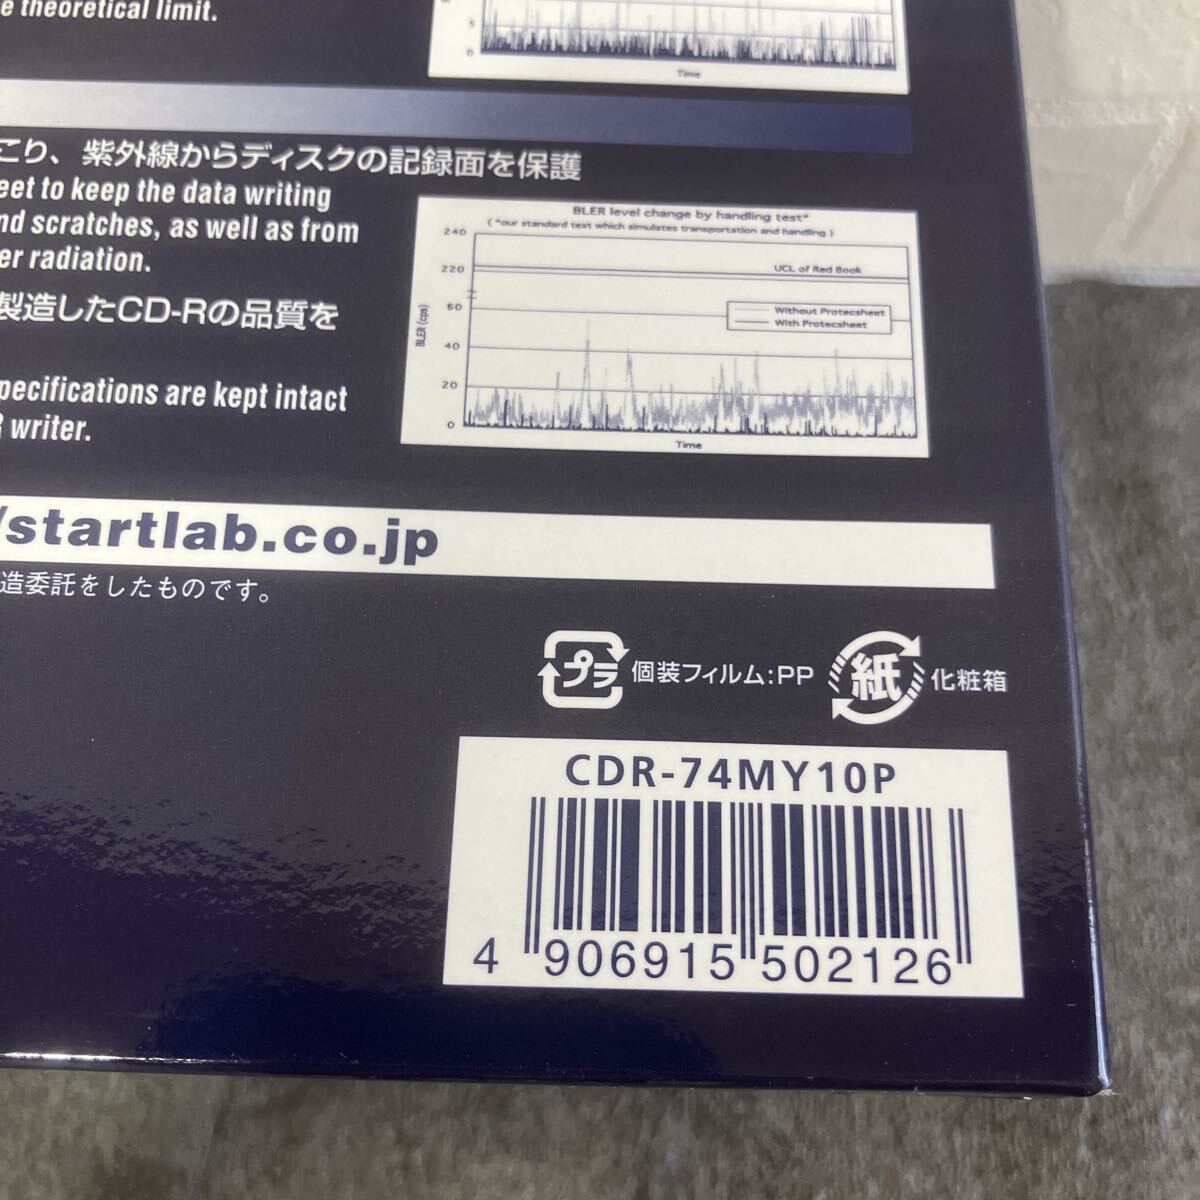 e theoretical limit.
5
0
Time
こり、紫外線からディスクの記録面を保護
eet to keep the data writing
nd scratches, as well as from
er radiation.
製造したCD-Rの品質を
pecifications are kept intact
R writer.
BLER level change by handling test*
( *our standard test which simulates transportation and handling )
240
220
60
40
20
0
BLER (cps)
UCL of Red Book
Without Protecsheet
With Protecsheet
Time
/startlab.co.jp
造委託をしたものです。
プラ 個装フィルム:PP 紙 化粧箱
CDR-74MY10P
4 906915 502126